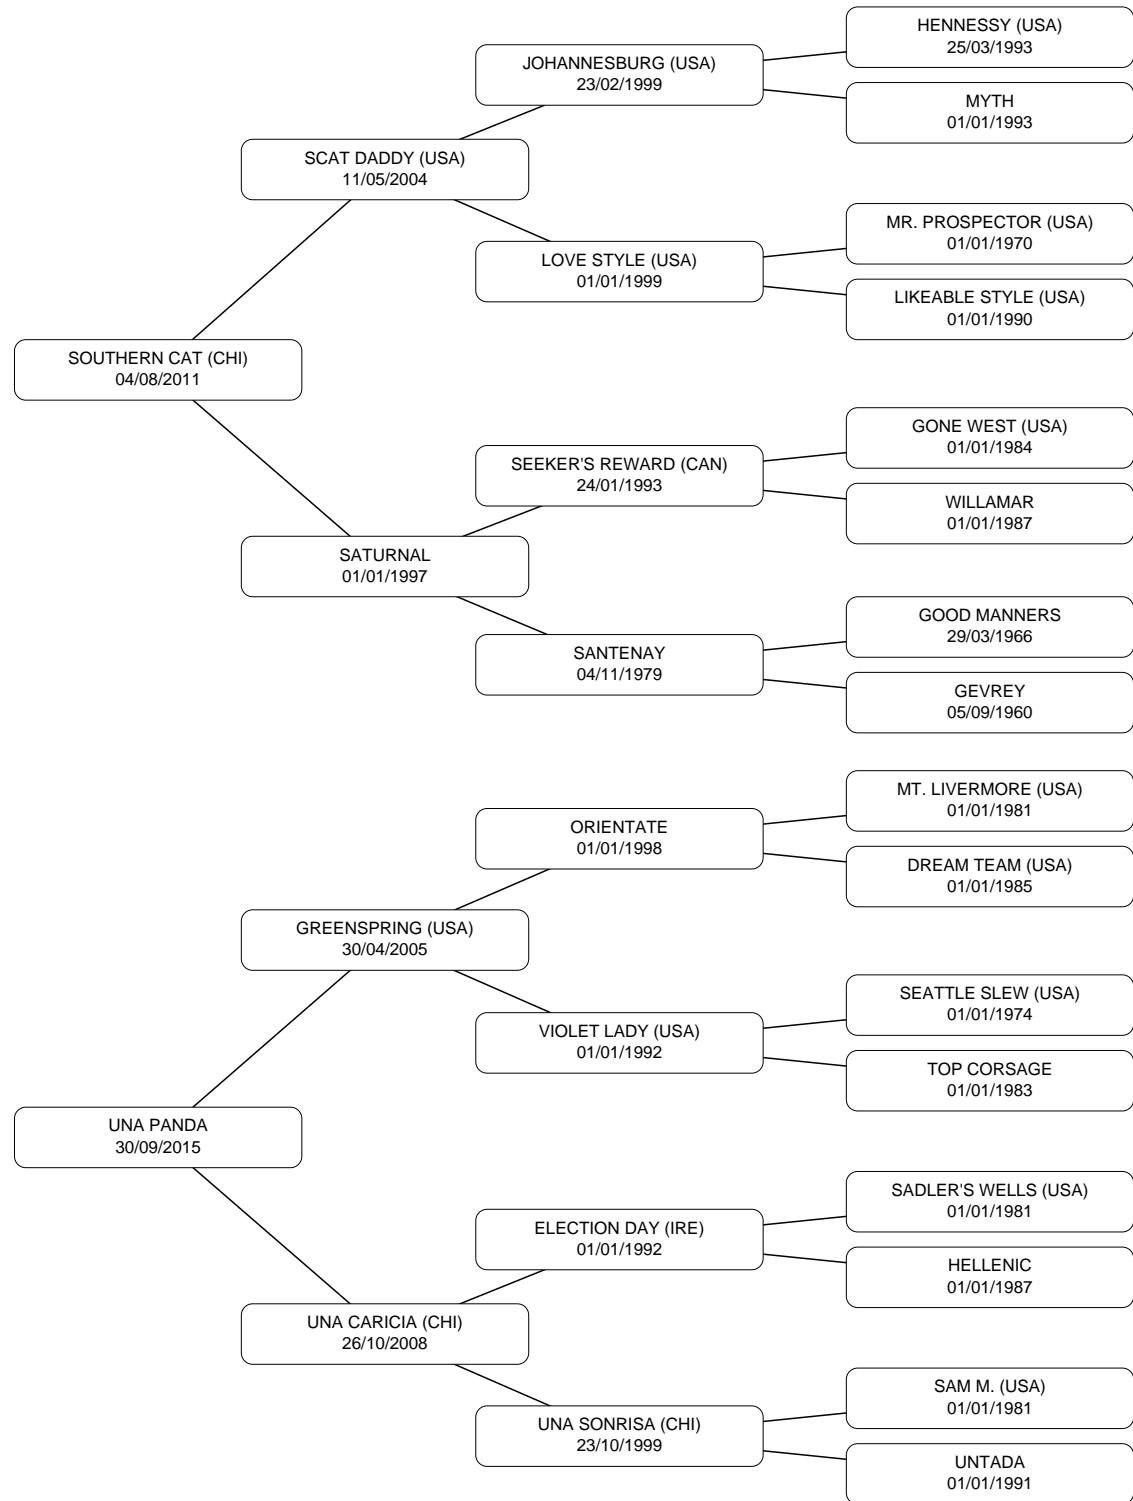 HENNESSY (USA)
25/03/1993
JOHANNESBURG (USA)
23/02/1999
MYTH
01/01/1993
SCAT DADDY (USA)
11/05/2004
MR. PROSPECTOR (USA)
01/01/1970
LOVE STYLE (USA)
01/01/1999
LIKEABLE STYLE (USA)
01/01/1990
SOUTHERN CAT (CHI)
04/08/2011
GONE WEST (USA)
01/01/1984
SEEKER'S REWARD (CAN)
24/01/1993
WILLAMAR
01/01/1987
SATURNAL
01/01/1997
GOOD MANNERS
29/03/1966
SANTENAY
04/11/1979
GEVREY
05/09/1960
MT. LIVERMORE (USA)
01/01/1981
ORIENTATE
01/01/1998
DREAM TEAM (USA)
01/01/1985
GREENSPRING (USA)
30/04/2005
SEATTLE SLEW (USA)
01/01/1974
VIOLET LADY (USA)
01/01/1992
TOP CORSAGE
01/01/1983
UNA PANDA
30/09/2015
SADLER'S WELLS (USA)
01/01/1981
ELECTION DAY (IRE)
01/01/1992
HELLENIC
01/01/1987
UNA CARICIA (CHI)
26/10/2008
SAM M. (USA)
01/01/1981
UNA SONRISA (CHI)
23/10/1999
UNTADA
01/01/1991